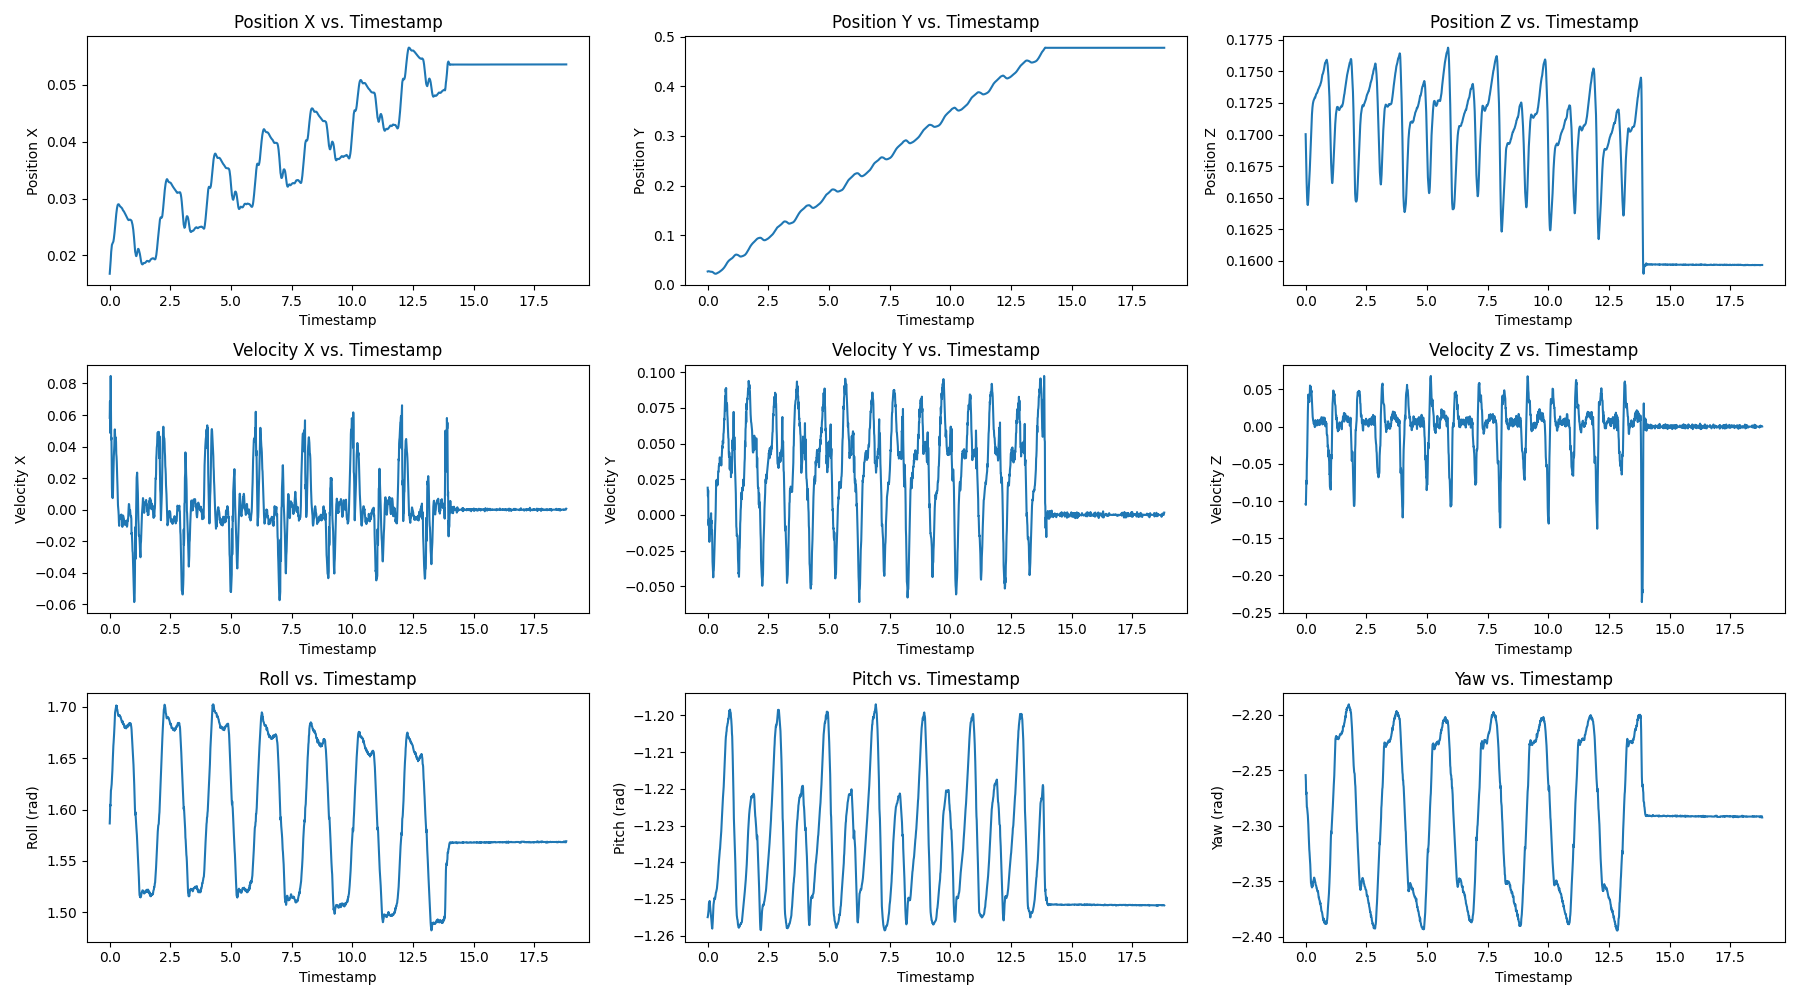 Position X vs. Timestamp
Position X
0.05
0.04
0.03
0.02
0.0 2.5 5.0 7.5 10.0 12.5 15.0 17.5
Timestamp
Position Y vs. Timestamp
Position Y
0.5
0.4
0.3
0.2
0.1
0.0
0.0 2.5 5.0 7.5 10.0 12.5 15.0 17.5
Timestamp
Position Z vs. Timestamp
Position Z
0.1775
0.1750
0.1725
0.1700
0.1675
0.1650
0.1625
0.1600
0.0 2.5 5.0 7.5 10.0 12.5 15.0 17.5
Timestamp
Velocity X vs. Timestamp
Velocity X
0.08
0.06
0.04
0.02
0.00
−0.02
−0.04
−0.06
0.0 2.5 5.0 7.5 10.0 12.5 15.0 17.5
Timestamp
Velocity Y vs. Timestamp
Velocity Y
0.100
0.075
0.050
0.025
0.000
−0.025
−0.050
0.0 2.5 5.0 7.5 10.0 12.5 15.0 17.5
Timestamp
Velocity Z vs. Timestamp
Velocity Z
0.05
0.00
−0.05
−0.10
−0.15
−0.20
−0.25
0.0 2.5 5.0 7.5 10.0 12.5 15.0 17.5
Timestamp
Roll vs. Timestamp
Roll (rad)
1.70
1.65
1.60
1.55
1.50
0.0 2.5 5.0 7.5 10.0 12.5 15.0 17.5
Timestamp
Pitch vs. Timestamp
Pitch (rad)
−1.20
−1.21
−1.22
−1.23
−1.24
−1.25
−1.26
0.0 2.5 5.0 7.5 10.0 12.5 15.0 17.5
Timestamp
Yaw vs. Timestamp
Yaw (rad)
−2.20
−2.25
−2.30
−2.35
−2.40
0.0 2.5 5.0 7.5 10.0 12.5 15.0 17.5
Timestamp